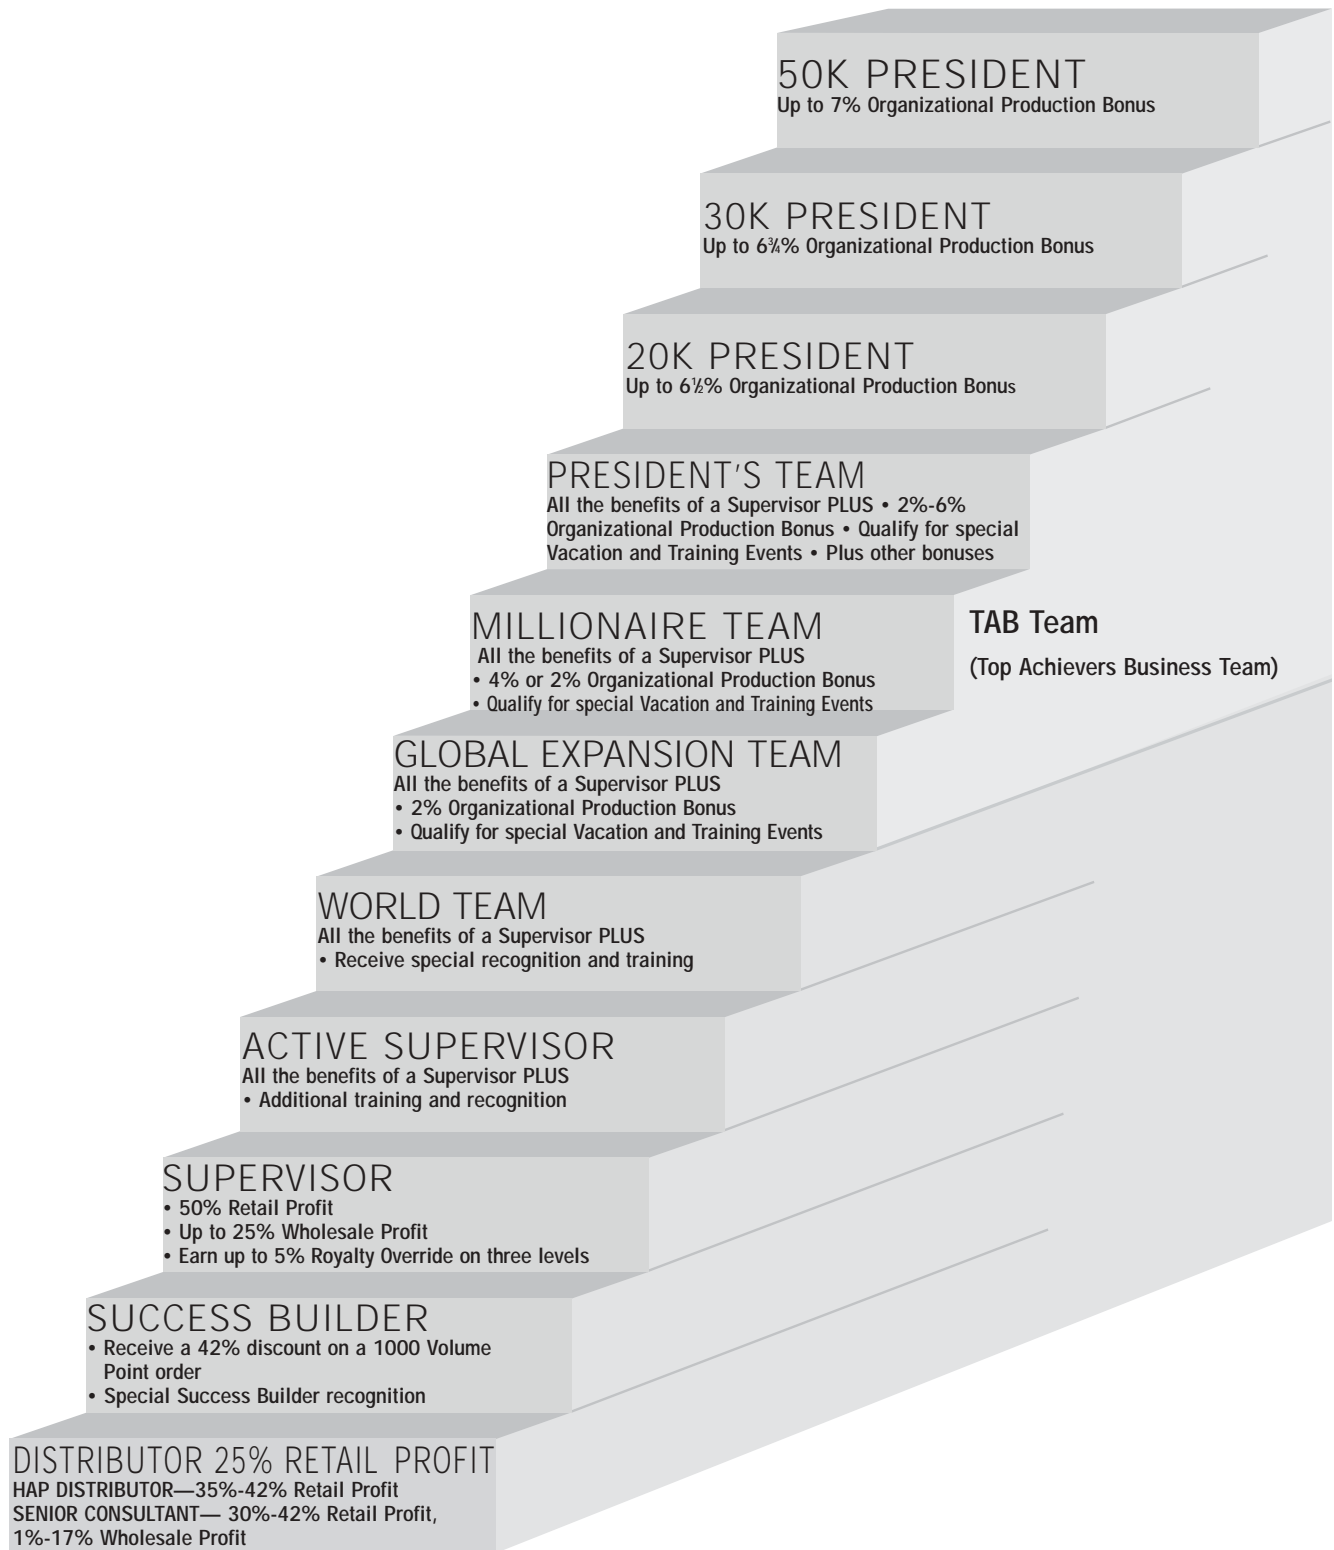 50K PRESIDENT
Up to 7% Organizational Production Bonus
30K PRESIDENT
Up to 6¾% Organizational Production Bonus
20K PRESIDENT
Up to 6½% Organizational Production Bonus
PRESIDENT'S TEAM
All the benefits of a Supervisor PLUS • 2%-6%
Organizational Production Bonus • Qualify for special
Vacation and Training Events • Plus other bonuses
MILLIONAIRE TEAM
All the benefits of a Supervisor PLUS
• 4% or 2% Organizational Production Bonus
• Qualify for special Vacation and Training Events
TAB Team
(Top Achievers Business Team)
GLOBAL EXPANSION TEAM
All the benefits of a Supervisor PLUS
• 2% Organizational Production Bonus
• Qualify for special Vacation and Training Events
WORLD TEAM
All the benefits of a Supervisor PLUS
• Receive special recognition and training
ACTIVE SUPERVISOR
All the benefits of a Supervisor PLUS
• Additional training and recognition
SUPERVISOR
• 50% Retail Profit
• Up to 25% Wholesale Profit
• Earn up to 5% Royalty Override on three levels
SUCCESS BUILDER
• Receive a 42% discount on a 1000 Volume
Point order
• Special Success Builder recognition
DISTRIBUTOR 25% RETAIL PROFIT
HAP DISTRIBUTOR—35%-42% Retail Profit
SENIOR CONSULTANT— 30%-42% Retail Profit,
1%-17% Wholesale Profit